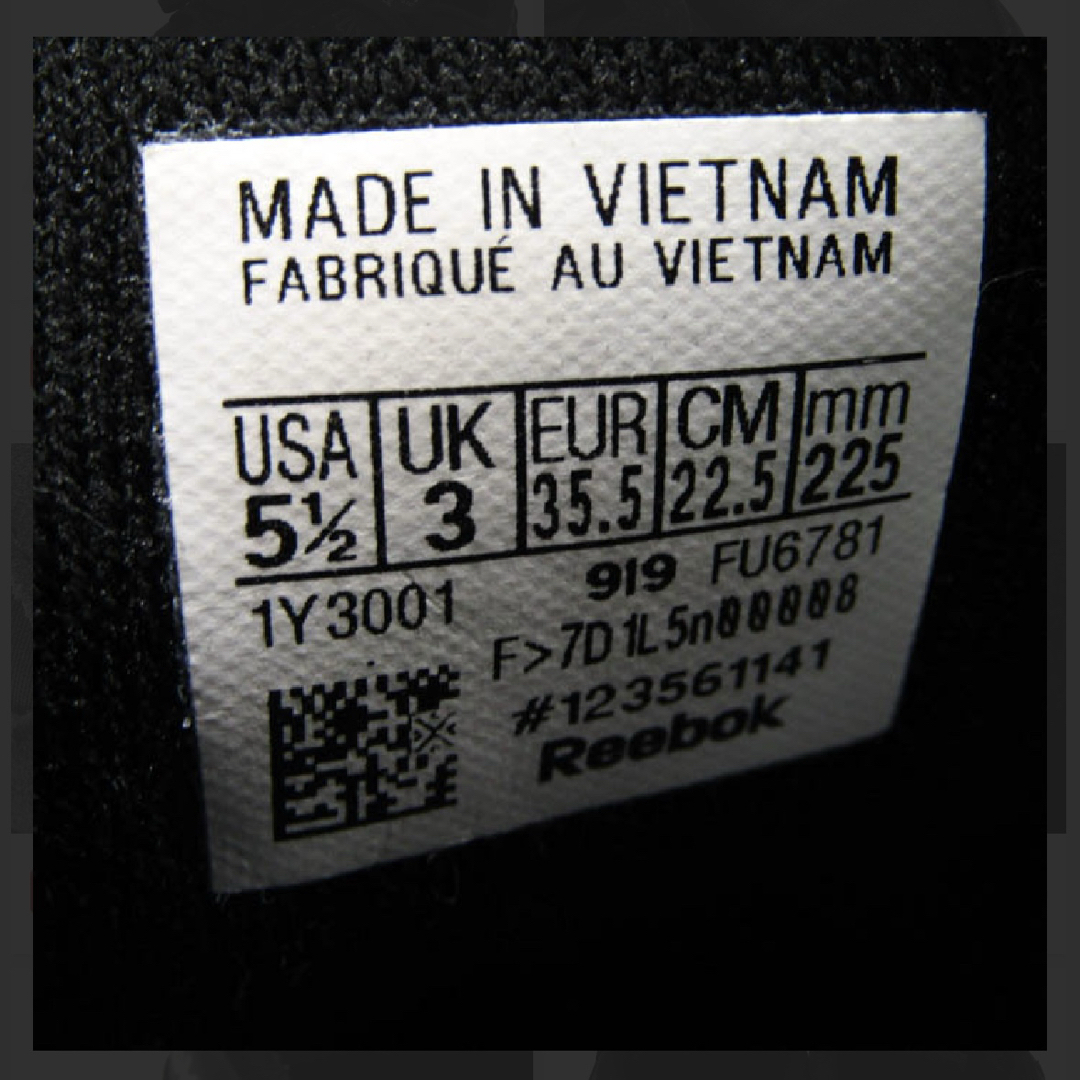 MADE IN VIETNAM
FABRIQUÉ AU VIETNAM
USA UK EUR CM mm
5½ 3 35.5 22.5 225
1Y3001 919 FU6781
F>7D1L5n00008
#123561141
Reebok